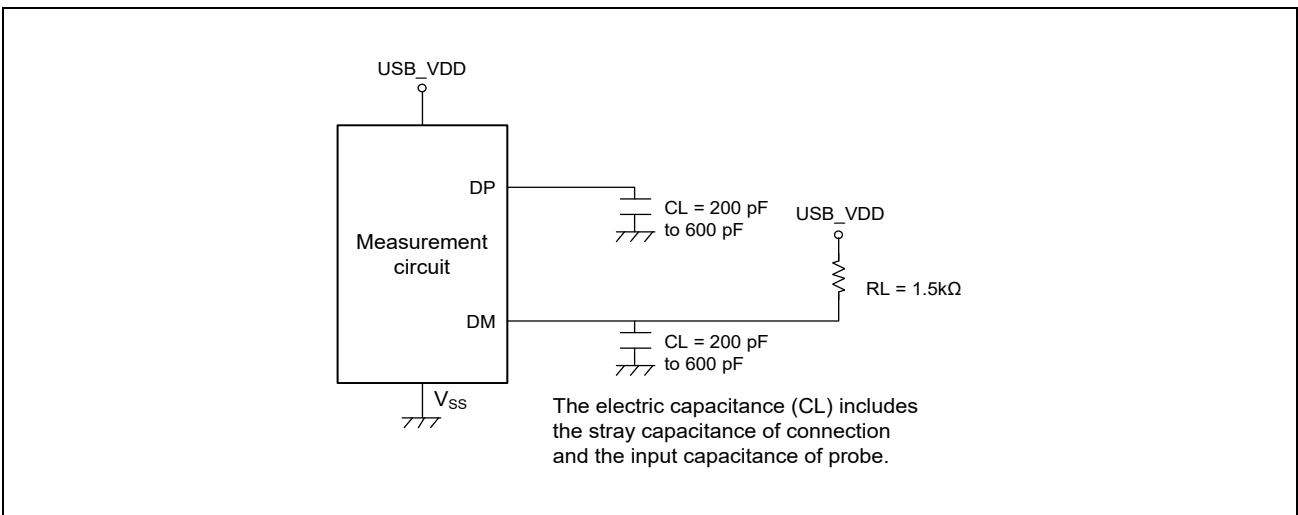 USB_VDD
DP
CL = 200 pF
to 600 pF
USB_VDD
Measurement
circuit
RL = 1.5kΩ
DM
CL = 200 pF
to 600 pF
VSS
The electric capacitance (CL) includes
the stray capacitance of connection
and the input capacitance of probe.